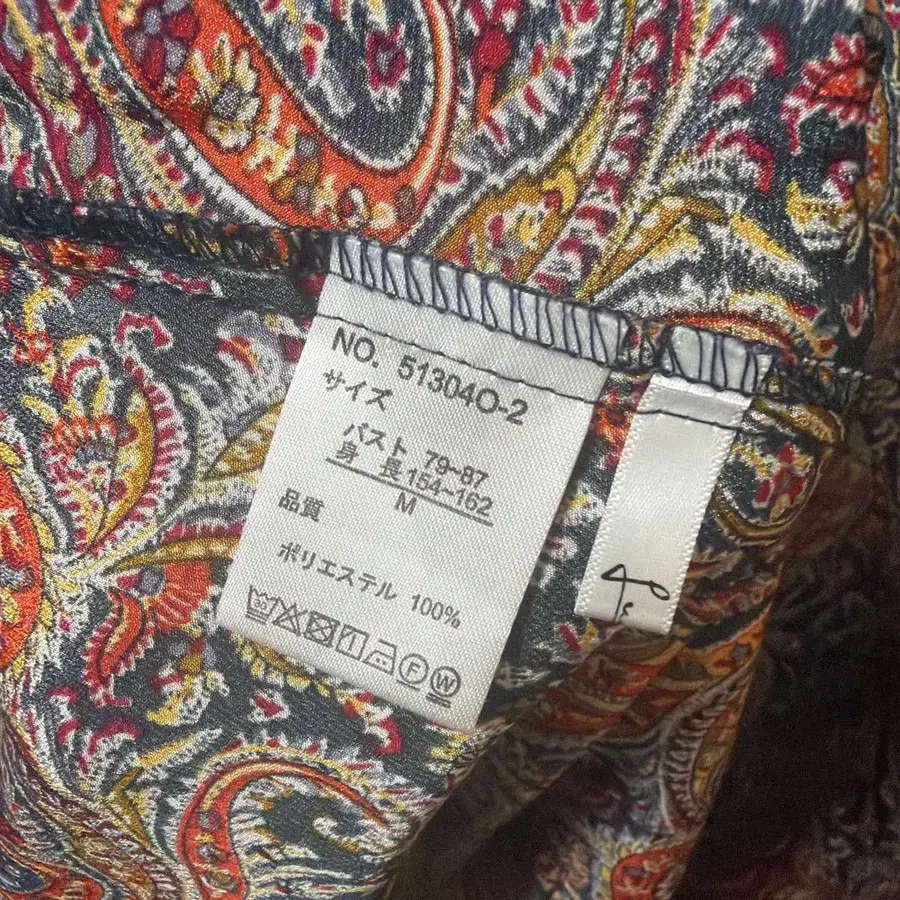 NO. 51304O-2
サイズ
バスト 79~87
身 長 154~162
M
品質
ポリエステル 100%
F W